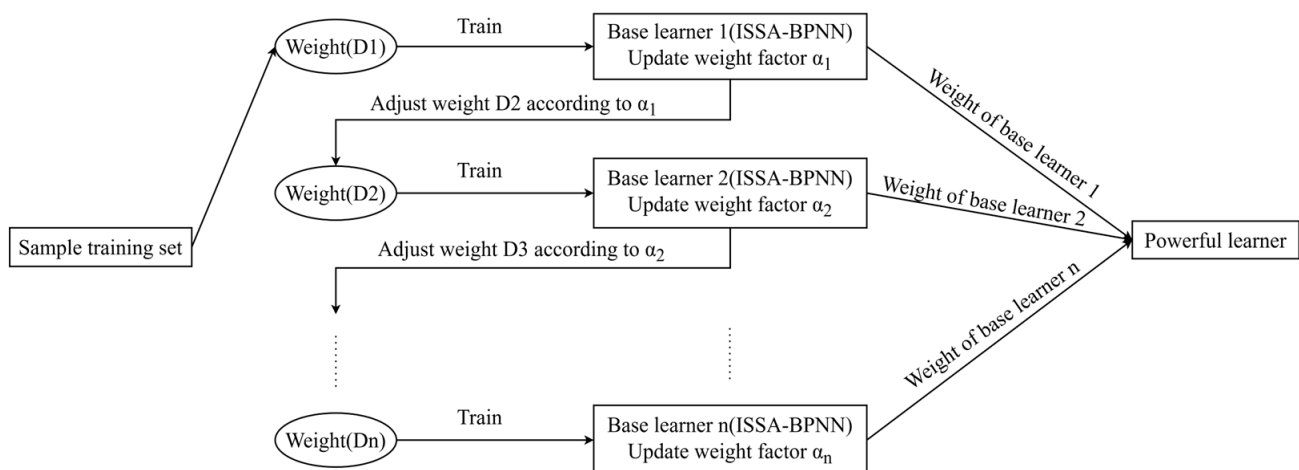 Sample training set
Weight(D1)
Train
Base learner 1(ISSA-BPNN)
Update weight factor α₁
Adjust weight D2 according to α₁
Weight(D2)
Train
Base learner 2(ISSA-BPNN)
Update weight factor α₂
Adjust weight D3 according to α₂
Weight(Dn)
Train
Base learner n(ISSA-BPNN)
Update weight factor αₙ
Weight of base learner 1
Weight of base learner 2
Weight of base learner n
Powerful learner